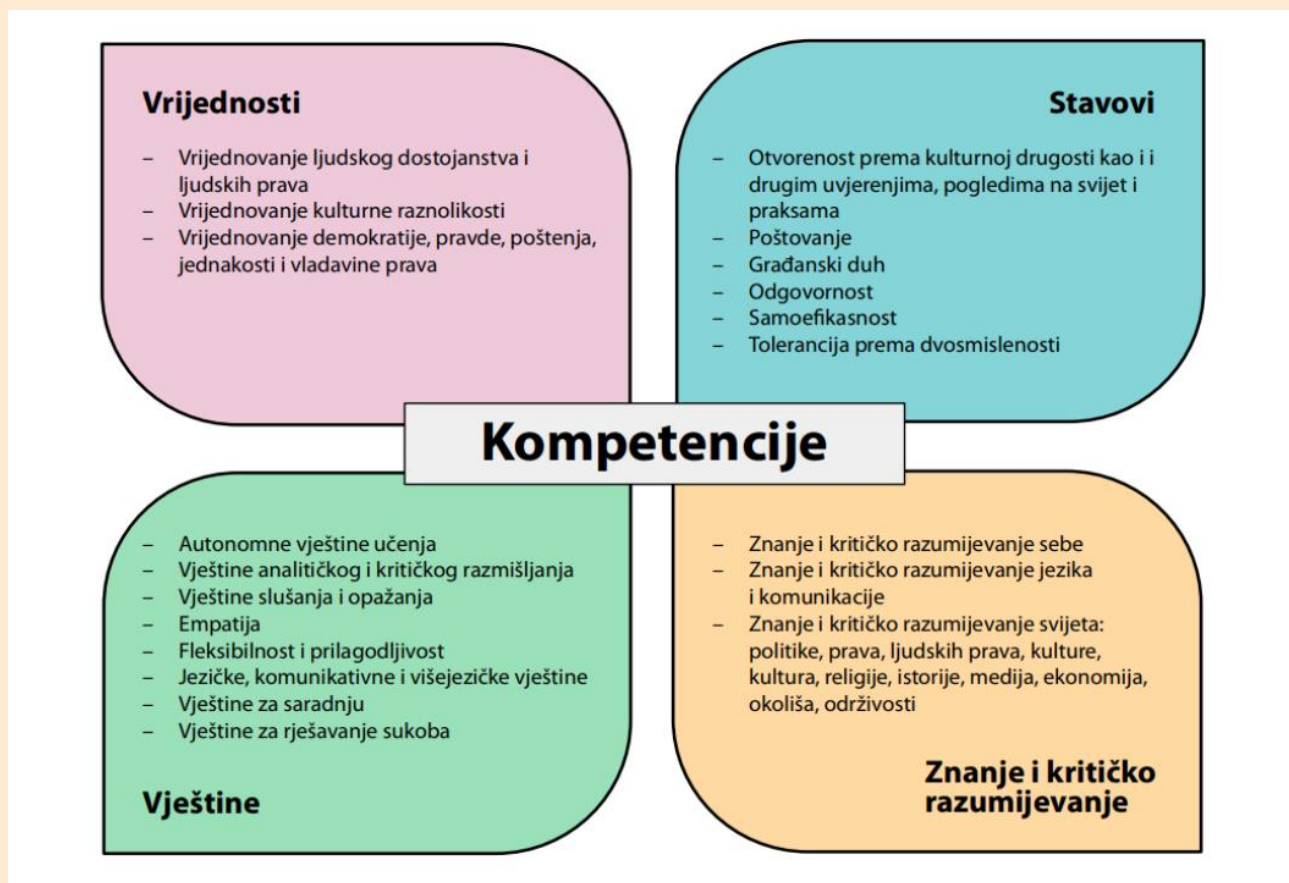 Vrijednosti
– Vrijednovanje ljudskog dostojanstva i
ljudskih prava
– Vrijednovanje kulturne raznolikosti
– Vrijednovanje demokratije, pravde, poštenja,
jednakosti i vladavine prava
Stavovi
– Otvorenost prema kulturnoj drugosti kao i i
drugim uvjerenjima, pogledima na svijet i
praksama
– Poštovanje
– Građanski duh
– Odgovornost
– Samoefikasnost
– Tolerancija prema dvosmislenosti
Kompetencije
– Autonomne vještine učenja
– Vještine analitičkog i kritičkog razmišljanja
– Vještine slušanja i opažanja
– Empatija
– Fleksibilnost i prilagodljivost
– Jezičke, komunikativne i višejezičke vještine
– Vještine za saradnju
– Vještine za rješavanje sukoba
Vještine
– Znanje i kritičko razumijevanje sebe
– Znanje i kritičko razumijevanje jezika
i komunikacije
– Znanje i kritičko razumijevanje svijeta:
politike, prava, ljudskih prava, kulture,
kultura, religije, istorije, medija, ekonomija,
okoliša, održivosti
Znanje i kritičko
razumijevanje